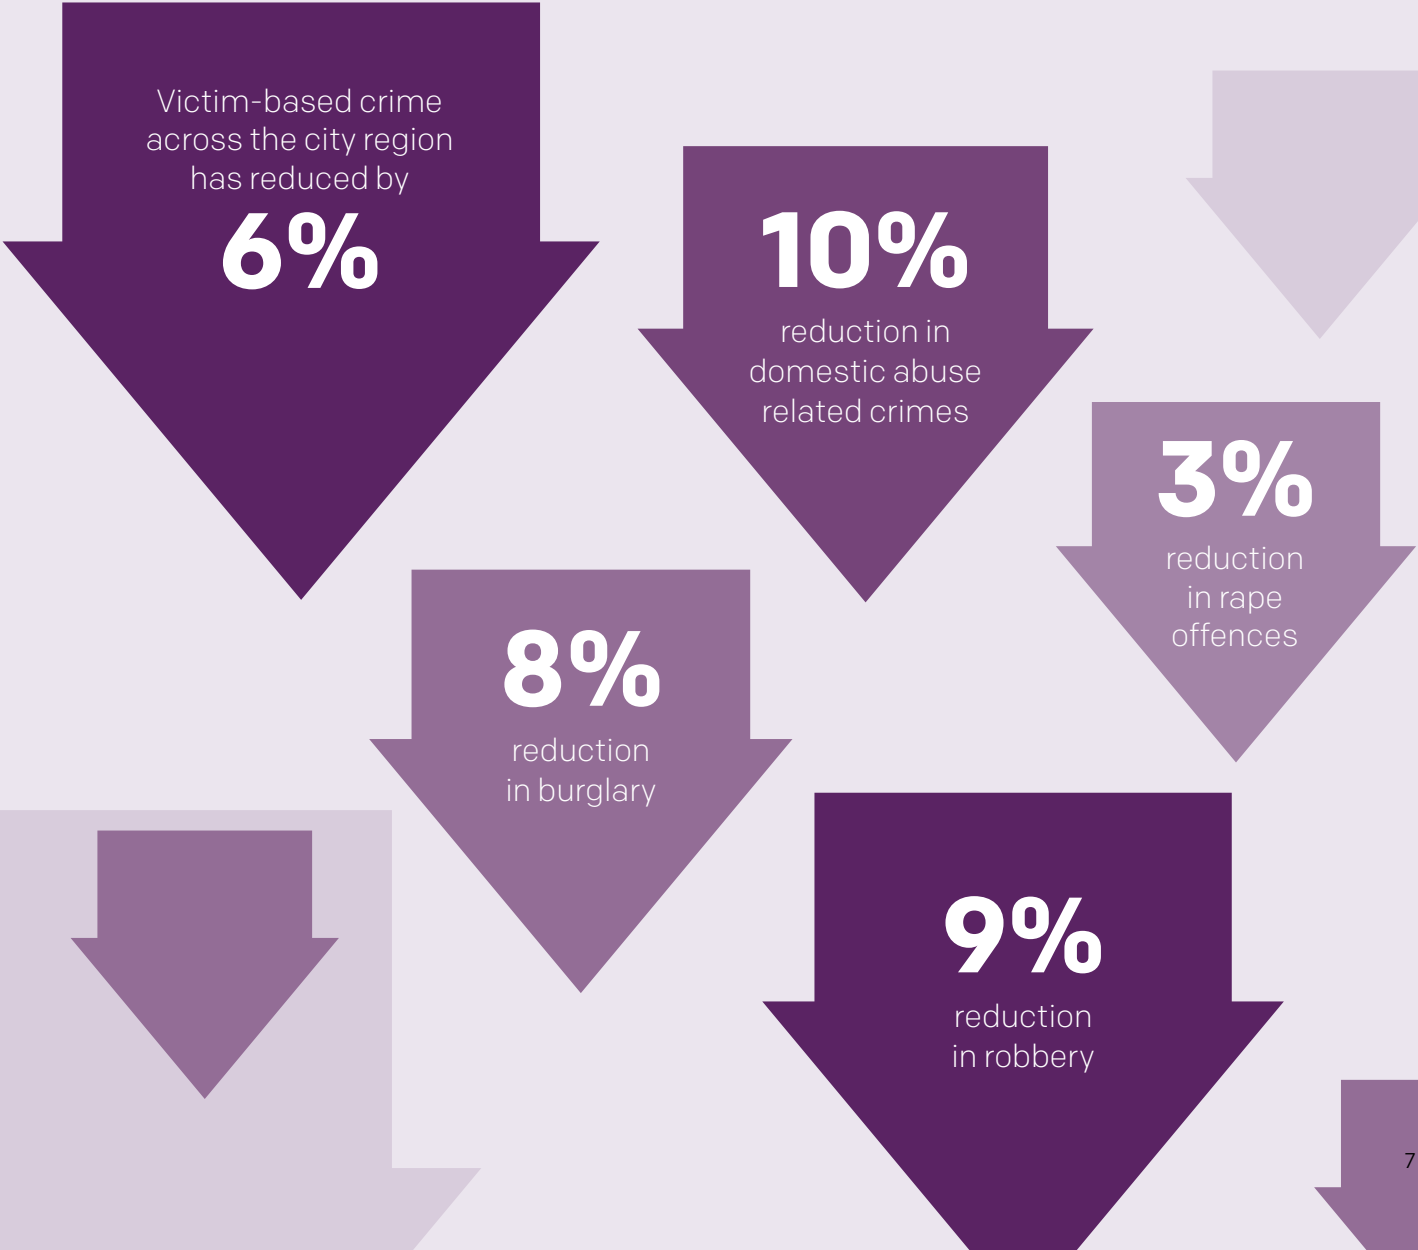 Victim-based crime
across the city region
has reduced by
6%
10%
reduction in
domestic abuse
related crimes
3%
reduction
in rape
offences
8%
reduction
in burglary
9%
reduction
in robbery
7